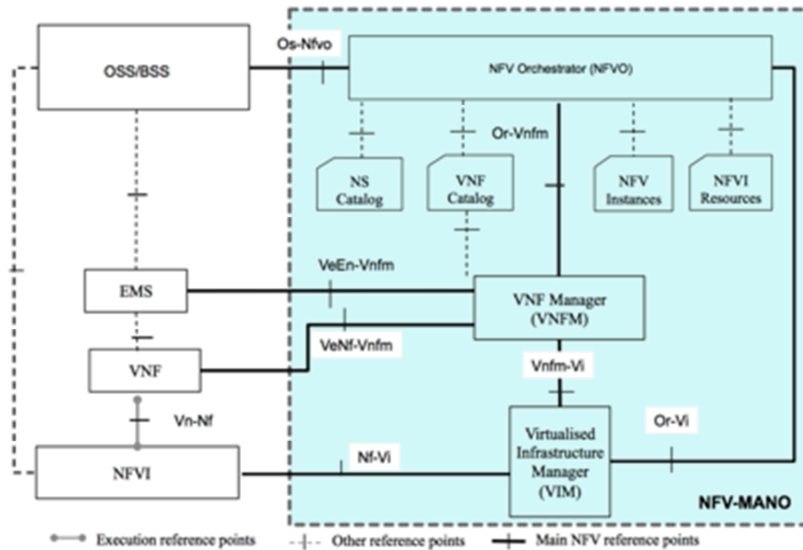 Os-Nfvo
OSS/BSS
NFV Orchestrator (NFVO)
Or-Vnfm
NS
Catalog
VNF
Catalog
NFV
Instances
NFVI
Resources
VeEn-Vnfm
EMS
VNF Manager
(VNFM)
VeNf-Vnfm
VNF
Vnfm-Vi
Vn-Nf
Virtualised
Infrastructure
Manager
(VIM)
Or-Vi
Nf-Vi
NFVI
NFV-MANO
Execution reference points
Other reference points
Main NFV reference points